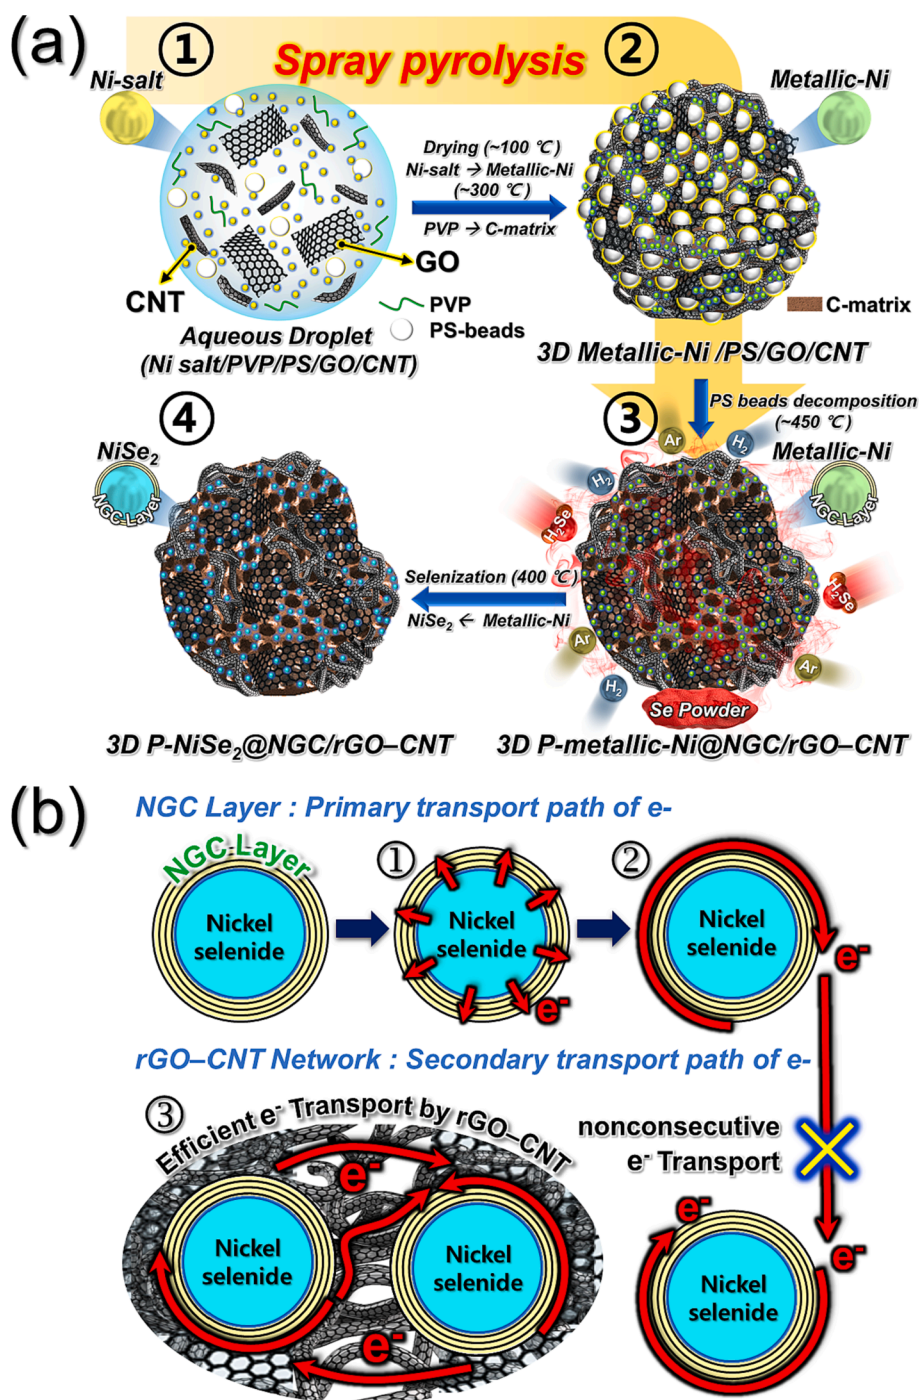 (a)
①
Spray pyrolysis
②
Ni-salt
Metallic-Ni
Drying (~100 ℃)
Ni-salt → Metallic-Ni
(~300 ℃)
PVP → C-matrix
GO
CNT
PVP
PS-beads
C-matrix
Aqueous Droplet
(Ni salt/PVP/PS/GO/CNT)
3D Metallic-Ni /PS/GO/CNT
PS beads decomposition
(~450 ℃)
④
③
Ar
H₂
NiSe₂
NGC Layer
Metallic-Ni
NGC Layer
H₂
H₂Se
Selenization (400 ℃)
NiSe₂ ← Metallic-Ni
H₂Se
Ar
Ar
H₂
Se Powder
3D P-NiSe₂@NGC/rGO–CNT
3D P-metallic-Ni@NGC/rGO–CNT
(b)
NGC Layer : Primary transport path of e-
NGC Layer
①
②
Nickel
selenide
Nickel
selenide
Nickel
selenide
e⁻
e⁻
rGO–CNT Network : Secondary transport path of e-
③
Efficient e⁻ Transport by rGO–CNT
nonconsecutive
e⁻ Transport
e⁻
e⁻
e⁻
Nickel
selenide
Nickel
selenide
Nickel
selenide
e⁻